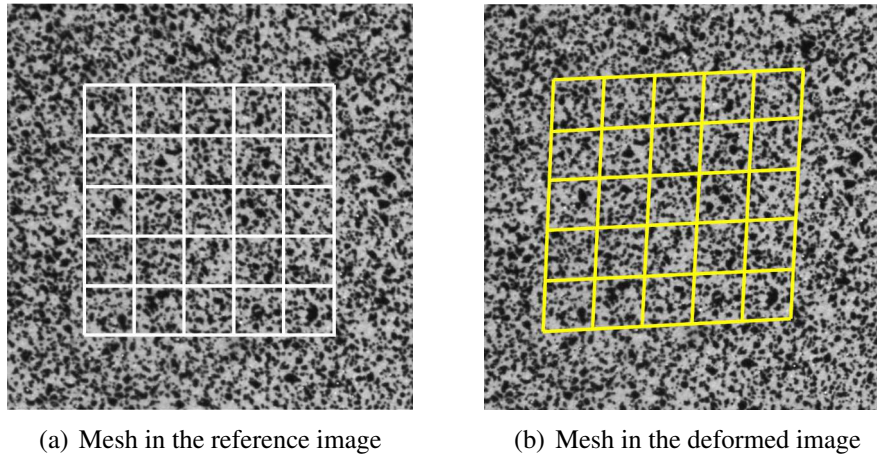 (a) Mesh in the reference image
(b) Mesh in the deformed image